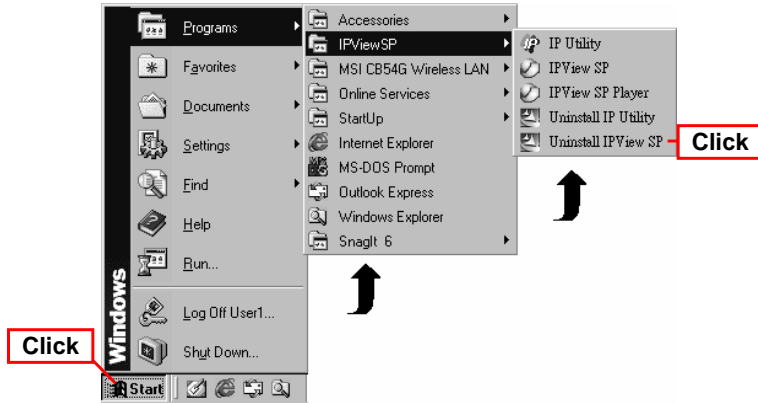 Programs
Favorites
Documents
Settings
Find
Help
Run...
Log Off User1...
Shut Down...
Windows
Start
Click
Accessories
IPViewSP
MSI CB54G Wireless LAN
Online Services
StartUp
Internet Explorer
MS-DOS Prompt
Outlook Express
Windows Explorer
SnagIt 6
IP Utility
IPView SP
IPView SP Player
Uninstall IP Utility
Uninstall IPView SP
Click